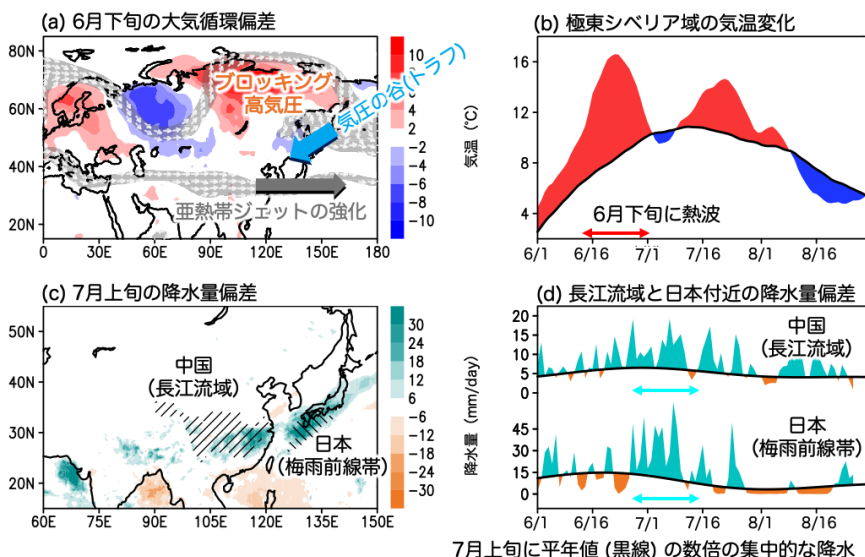 (a) 6月下旬の大気循環偏差
80N
60N
40N
20N
0
30E
60E
90E
120E
150E
180
10
8
6
4
2
−2
−4
−6
−8
−10
ブロッキング
高気圧
気圧の谷(トラフ)
亜熱帯ジェットの強化
(b) 極東シベリア域の気温変化
気温 (℃)
16
12
8
4
6/1
6/16
7/1
7/16
8/1
8/16
6月下旬に熱波
(c) 7月上旬の降水量偏差
50N
40N
30N
20N
60E
75E
90E
105E
120E
135E
150E
30
24
18
12
6
−6
−12
−18
−24
−30
中国
(長江流域)
日本
(梅雨前線帯)
(d) 長江流域と日本付近の降水量偏差
降水量 (mm/day)
20
15
10
5
0
中国
(長江流域)
45
30
15
0
日本
(梅雨前線帯)
6/1
6/16
7/1
7/16
8/1
8/16
7月上旬に平年値 (黒線) の数倍の集中的な降水